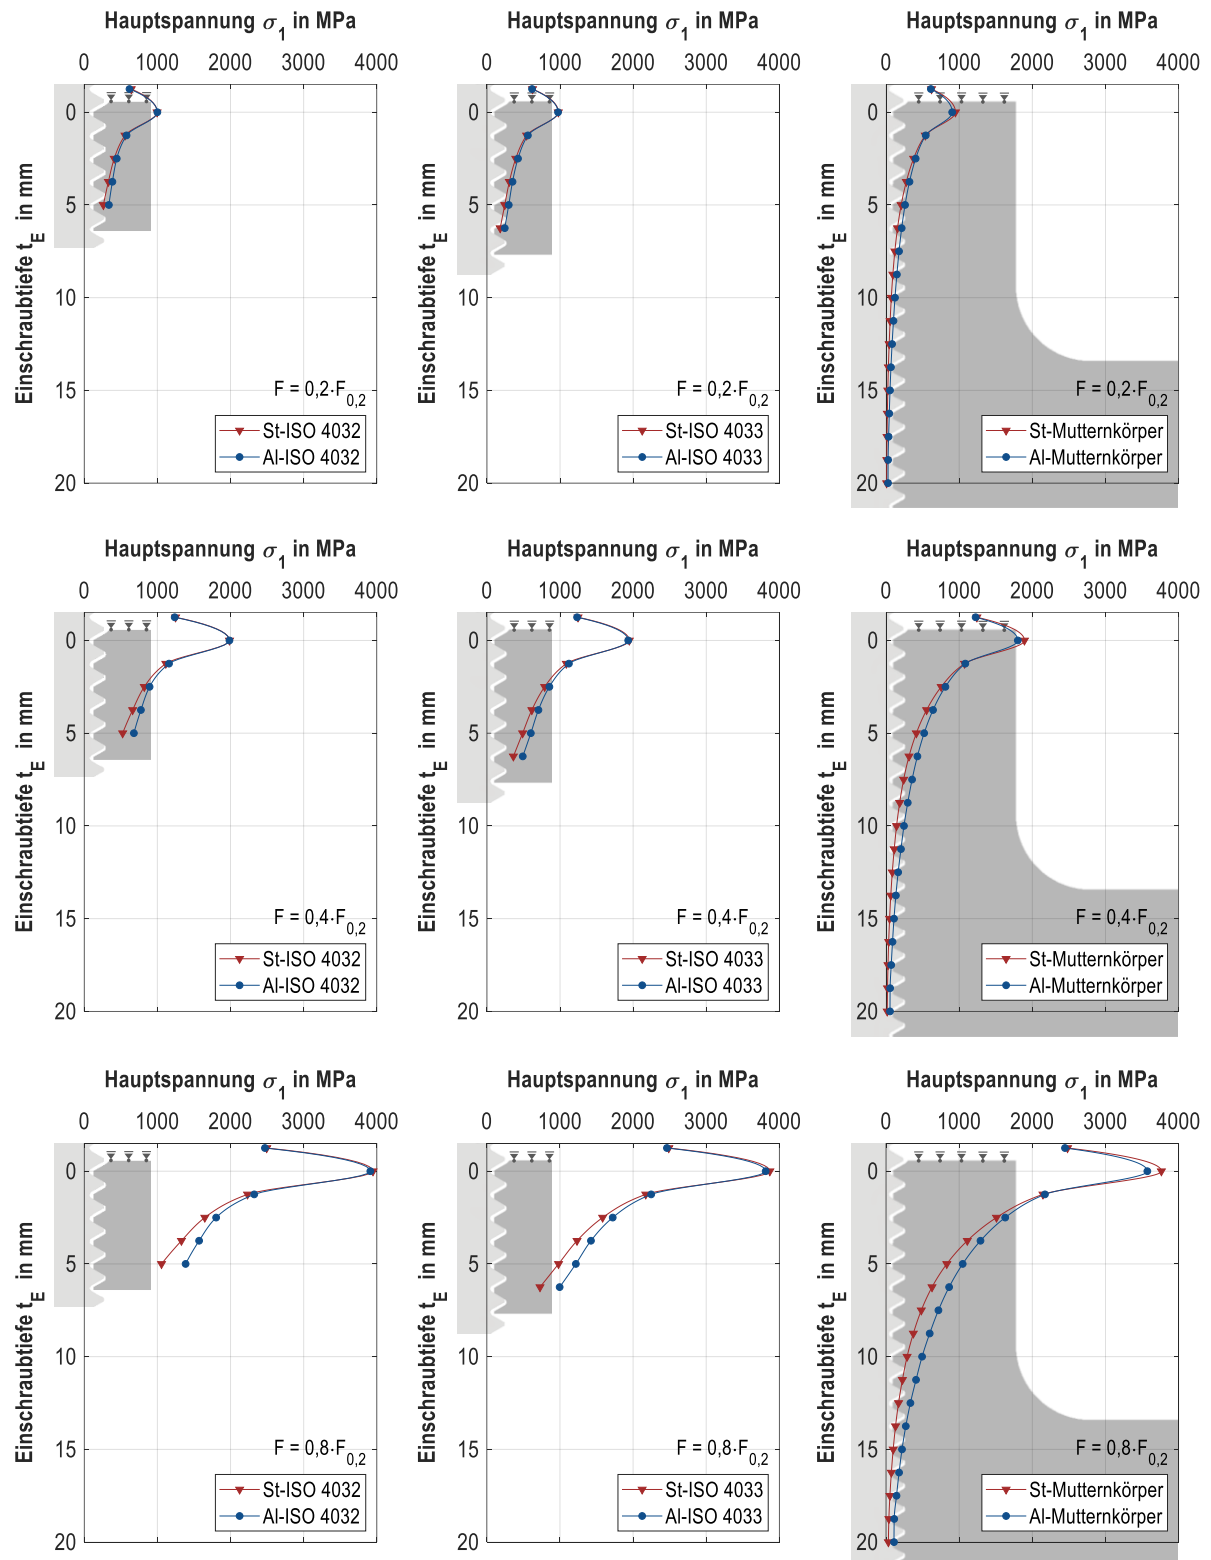 Hauptspannung σ₁ in MPa
0 1000 2000 3000 4000
Einschraubtiefe t_E in mm
0
5
10
15
20
F = 0,2·F₀,₂
St-ISO 4032
Al-ISO 4032
Hauptspannung σ₁ in MPa
0 1000 2000 3000 4000
Einschraubtiefe t_E in mm
0
5
10
15
20
F = 0,2·F₀,₂
St-ISO 4033
Al-ISO 4033
Hauptspannung σ₁ in MPa
0 1000 2000 3000 4000
Einschraubtiefe t_E in mm
0
5
10
15
20
F = 0,2·F₀,₂
St-Mutternkörper
Al-Mutternkörper
Hauptspannung σ₁ in MPa
0 1000 2000 3000 4000
Einschraubtiefe t_E in mm
0
5
10
15
20
F = 0,4·F₀,₂
St-ISO 4032
Al-ISO 4032
Hauptspannung σ₁ in MPa
0 1000 2000 3000 4000
Einschraubtiefe t_E in mm
0
5
10
15
20
F = 0,4·F₀,₂
St-ISO 4033
Al-ISO 4033
Hauptspannung σ₁ in MPa
0 1000 2000 3000 4000
Einschraubtiefe t_E in mm
0
5
10
15
20
F = 0,4·F₀,₂
St-Mutternkörper
Al-Mutternkörper
Hauptspannung σ₁ in MPa
0 1000 2000 3000 4000
Einschraubtiefe t_E in mm
0
5
10
15
20
F = 0,8·F₀,₂
St-ISO 4032
Al-ISO 4032
Hauptspannung σ₁ in MPa
0 1000 2000 3000 4000
Einschraubtiefe t_E in mm
0
5
10
15
20
F = 0,8·F₀,₂
St-ISO 4033
Al-ISO 4033
Hauptspannung σ₁ in MPa
0 1000 2000 3000 4000
Einschraubtiefe t_E in mm
0
5
10
15
20
F = 0,8·F₀,₂
St-Mutternkörper
Al-Mutternkörper